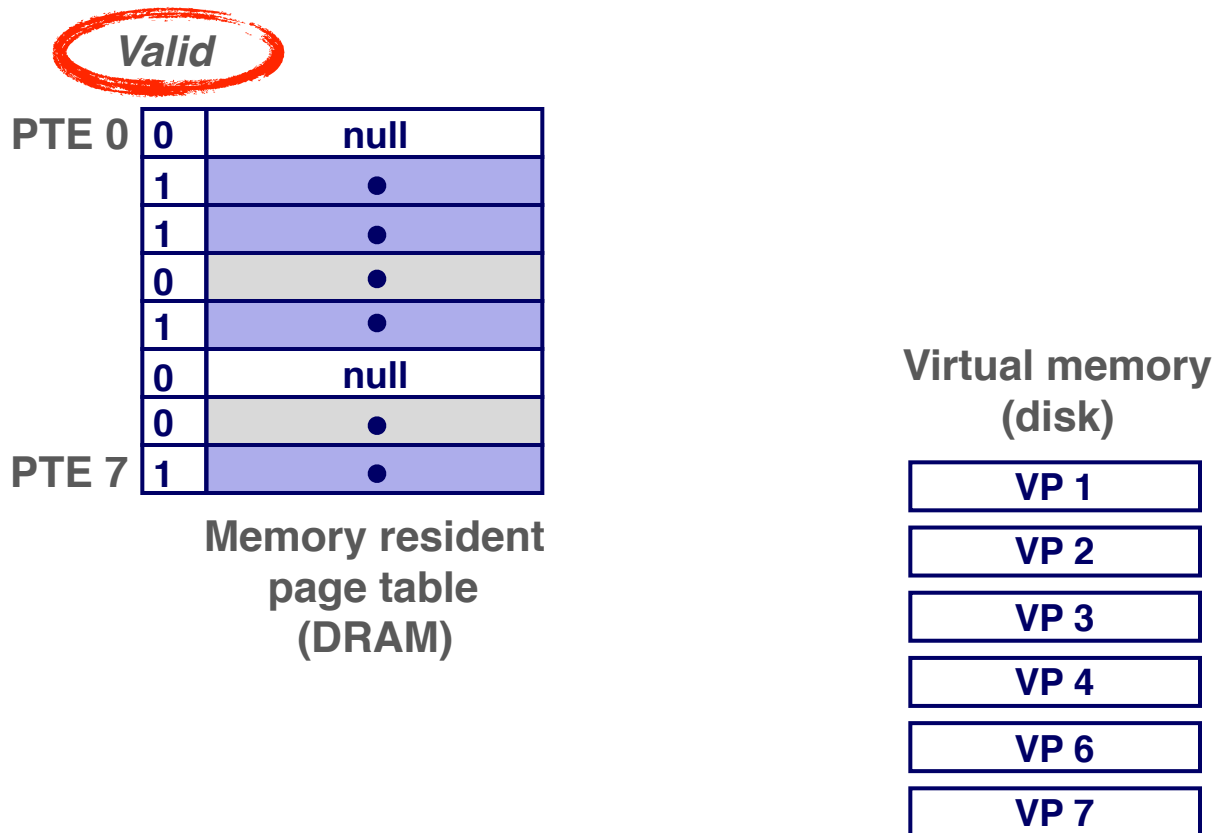 Valid
PTE 0 0 null
1
1
0
1
0 null
0
PTE 7 1
Memory resident
page table
(DRAM)
Virtual memory
(disk)
VP 1
VP 2
VP 3
VP 4
VP 6
VP 7